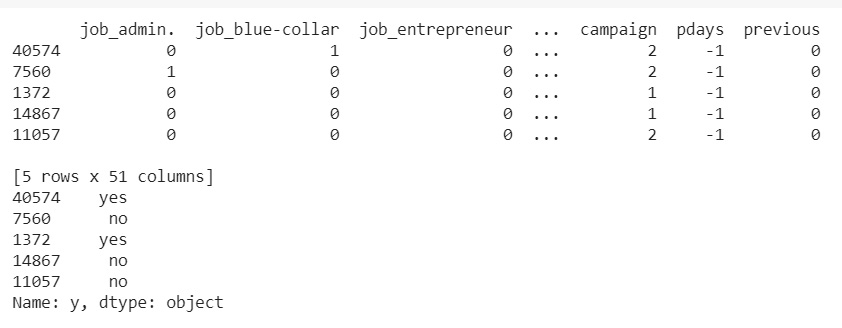 job_admin. job_blue-collar job_entrepreneur ... campaign pdays previous
40574 0 1 0 ... 2 -1 0
7560 1 0 0 ... 2 -1 0
1372 0 0 0 ... 1 -1 0
14867 0 0 0 ... 1 -1 0
11057 0 0 0 ... 2 -1 0
[5 rows x 51 columns]
40574 yes
7560 no
1372 yes
14867 no
11057 no
Name: y, dtype: object